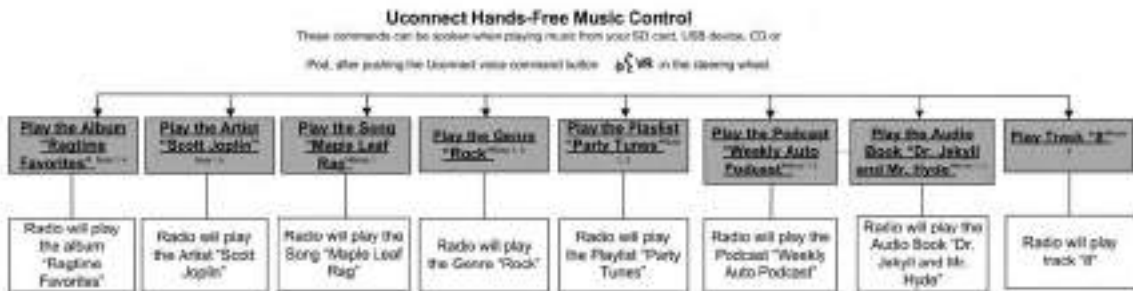 Uconnect Hands-Free Music Control
These commands can be spoken when playing music from your SD card, USB device, CD or
iPod, after pushing the Uconnect voice command button VR in the steering wheel
Play the Album
"Ragtime
Favorites"
Play the Artist
"Scott Joplin"
Play the Song
"Maple Leaf
Rag"
Play the Genre
"Rock"
Play the Playlist
"Party Tunes"
Play the Podcast
"Weekly Auto
Podcast"
Play the Audio
Book "Dr. Jekyll
and Mr. Hyde"
Play Track "8"
Radio will play
the album
"Ragtime
Favorites"
Radio will play
the Artist "Scott
Joplin"
Radio will play the
Song "Maple Leaf
Rag"
Radio will play
the Genre "Rock"
Radio will play
the Playlist "Party
Tunes"
Radio will play the
Podcast "Weekly
Auto Podcast"
Radio will play the
Audio Book "Dr.
Jekyll and Mr.
Hyde"
Radio will play
track "8"